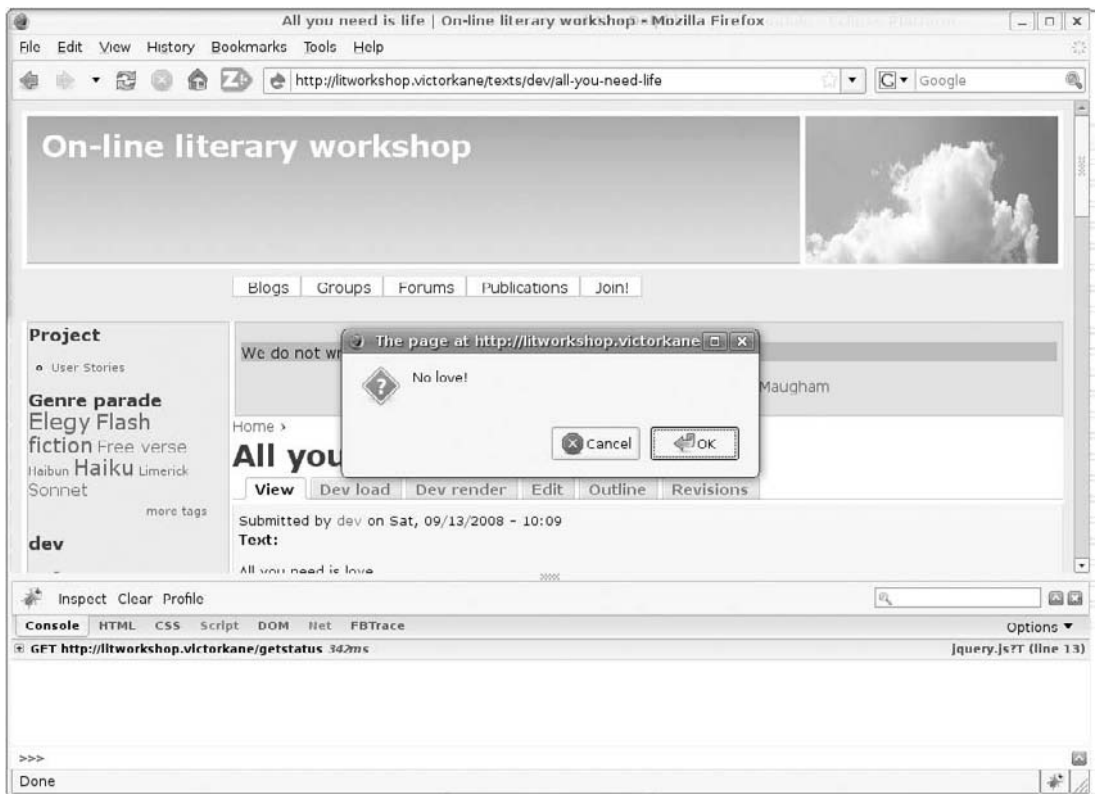 All you need is life | On-line literary workshop - Mozilla Firefox
File Edit View History Bookmarks Tools Help
http://litworkshop.victorkane/texts/dev/all-you-need-life
G Google
On-line literary workshop
Blogs Groups Forums Publications Join!
Project
User Stories
Genre parade
Elegy Flash
fiction Free verse
Haibun Haiku Limerick
Sonnet
more tags
dev
We do not wr
Maugham
The page at http://litworkshop.victorkane
No love!
Cancel OK
Home ›
All you
View Dev load Dev render Edit Outline Revisions
Submitted by dev on Sat, 09/13/2008 - 10:09
Text:
All you need is love
Inspect Clear Profile
Console HTML CSS Script DOM Net FBTrace
Options
GET http://litworkshop.victorkane/getstatus 342ms
jquery.js?T (line 13)
>>>
Done